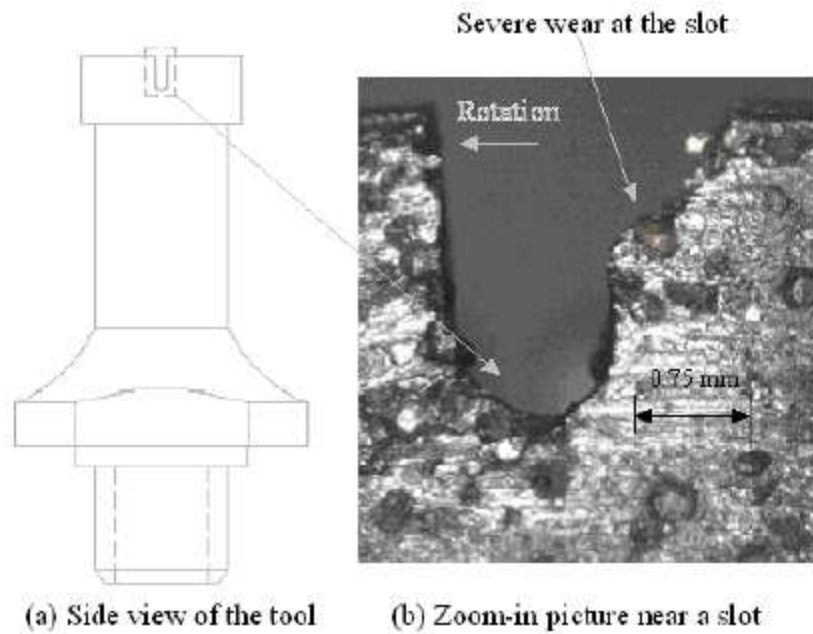 Severe wear at the slot
Rotation
0.75 mm
(a) Side view of the tool
(b) Zoom-in picture near a slot